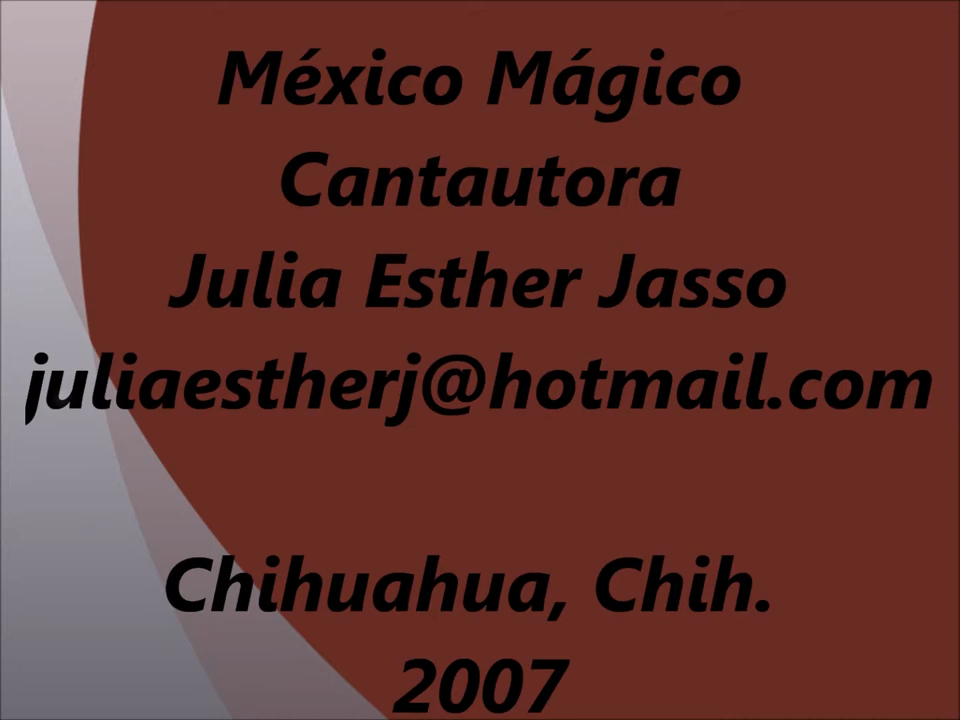 México Mágico
Cantautora
Julia Esther Jasso
juliaestherj@hotmail.com
Chihuahua, Chih.
2007